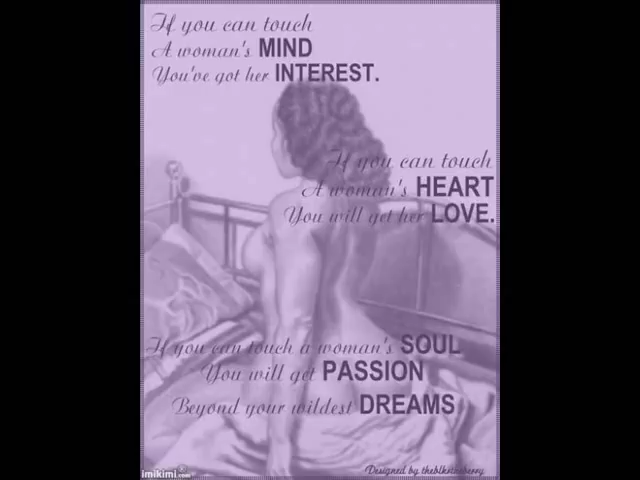 If you can touch
A woman's MIND
You've got her INTEREST.
If you can touch
A woman's HEART
You will get her LOVE.
If you can touch a woman's SOUL
You will get PASSION
Beyond your wildest DREAMS
Designed by
imikimi.com